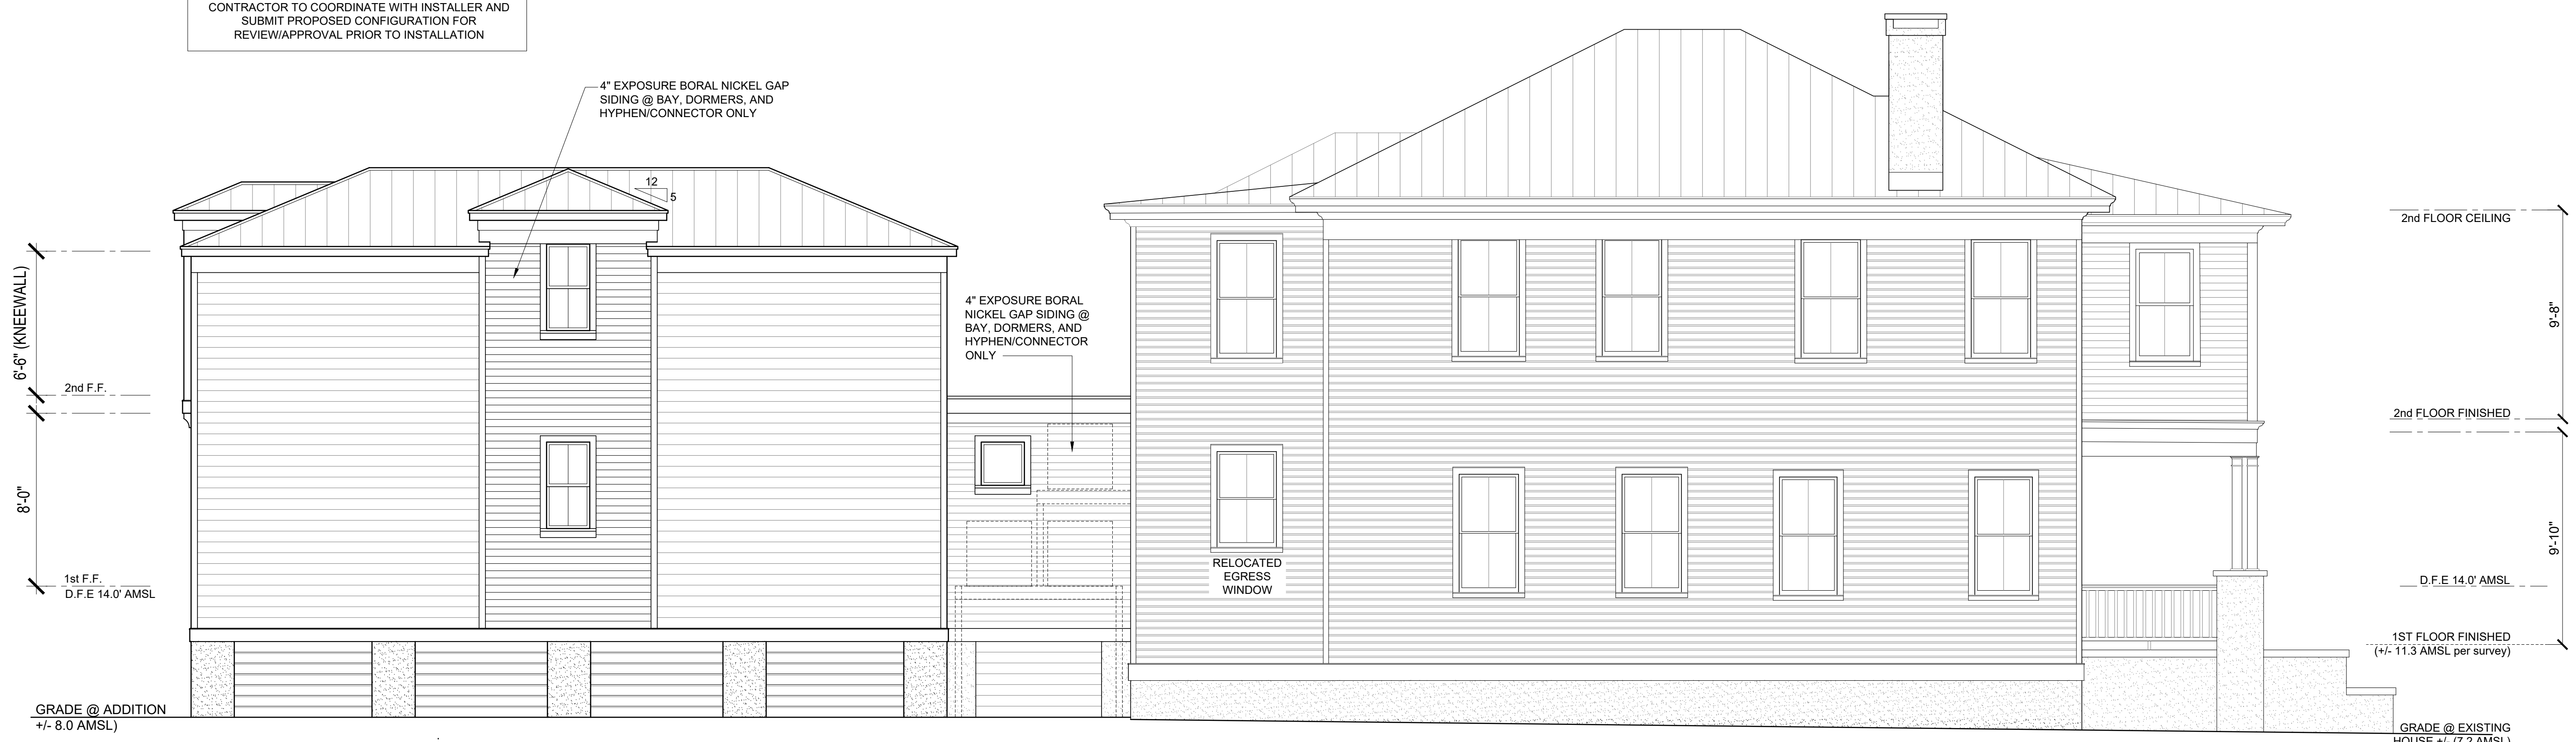 CONTRACTOR TO COORDINATE WITH INSTALLER AND
SUBMIT PROPOSED CONFIGURATION FOR
REVIEW/APPROVAL PRIOR TO INSTALLATION
4" EXPOSURE BORAL NICKEL GAP
SIDING @ BAY, DORMERS, AND
HYPHEN/CONNECTOR ONLY
12
5
6'-6" (KNEEWALL)
2nd F.F.
8'-0"
1st F.F.
D.F.E 14.0' AMSL
GRADE @ ADDITION
+/- 8.0 AMSL)
4" EXPOSURE BORAL
NICKEL GAP SIDING @
BAY, DORMERS, AND
HYPHEN/CONNECTOR
ONLY
RELOCATED
EGRESS
WINDOW
2nd FLOOR CEILING
9'-8"
2nd FLOOR FINISHED
9'-10"
D.F.E 14.0' AMSL
1ST FLOOR FINISHED
(+/- 11.3 AMSL per survey)
GRADE @ EXISTING
HOUSE +/- (7.2 AMSL)